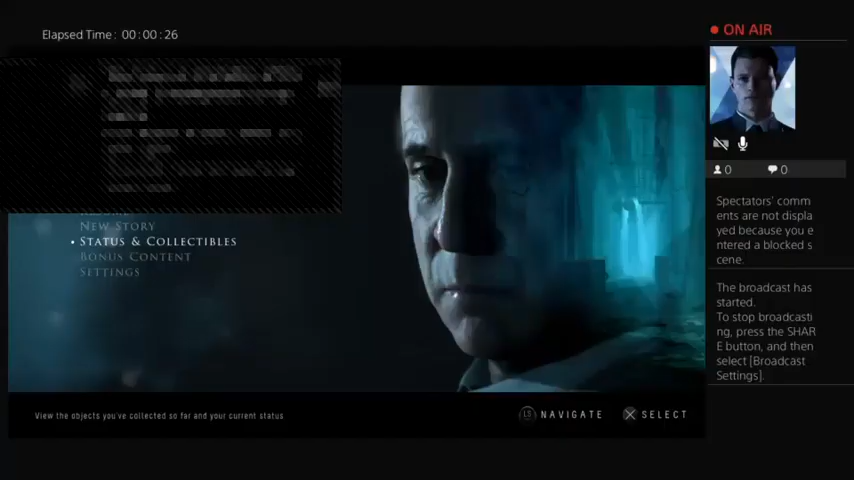 Elapsed Time: 00:00:26
ON AIR
0 0
NEW STORY
• STATUS & COLLECTIBLES
BONUS CONTENT
SETTINGS
Spectators' comm
ents are not displa
yed because you e
ntered a blocked s
cene.
The broadcast has
started.
To stop broadcasti
ng, press the SHAR
E button, and then
select [Broadcast
Settings].
View the objects you've collected so far and your current status
LS NAVIGATE
SELECT